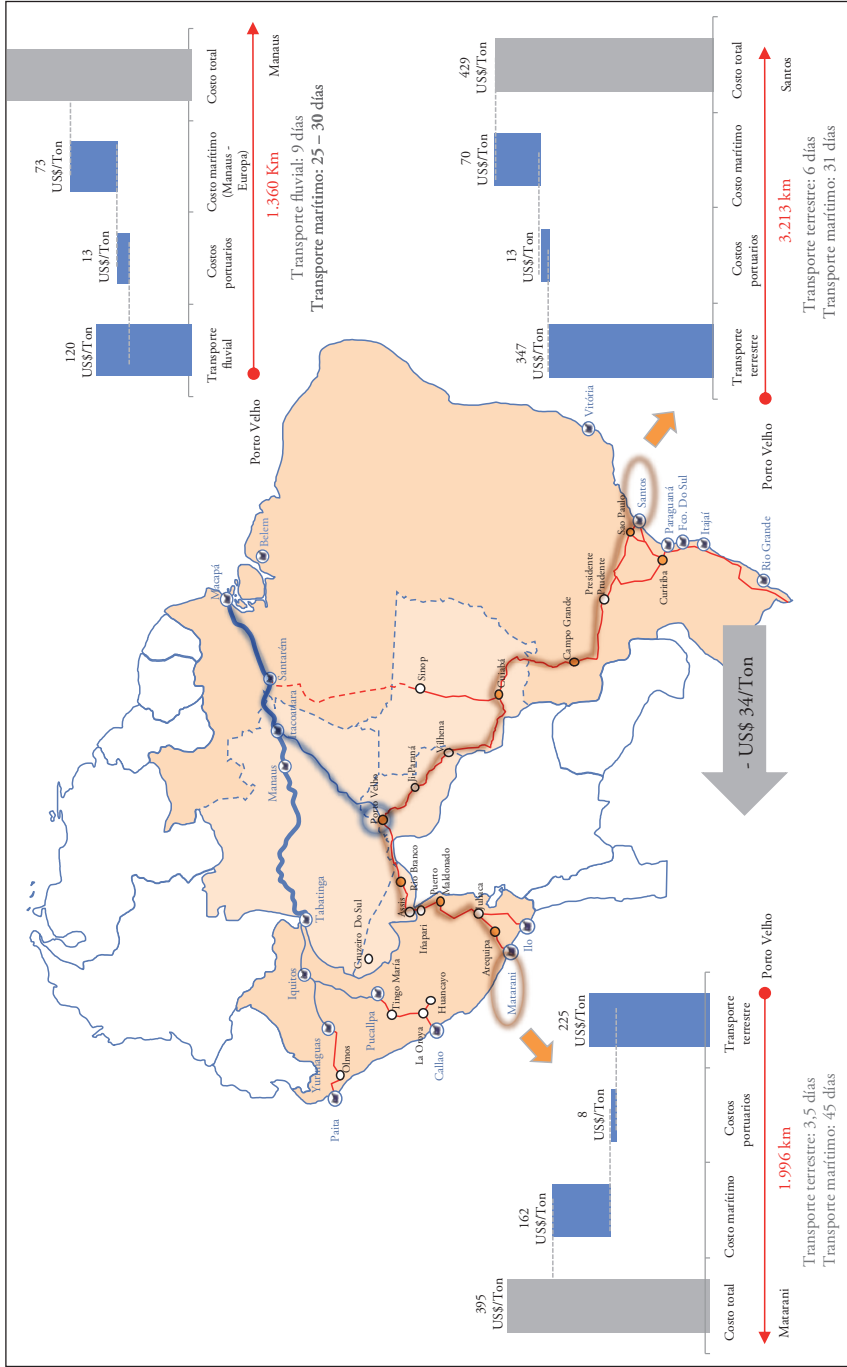 73
US$/Ton
13
US$/Ton
120
US$/Ton
Transporte
fluvial
Costos
portuarios
Costo marítimo
(Manaus -
Europa)
Costo total
Porto Velho
1.360 Km
Manaus
Transporte fluvial: 9 días
Transporte marítimo: 25 – 30 días
429
US$/Ton
70
US$/Ton
13
US$/Ton
347
US$/Ton
Transporte
terrestre
Costos
portuarios
Costo marítimo
Costo total
Porto Velho
3.213 km
Santos
Transporte terrestre: 6 días
Transporte marítimo: 31 días
Macapá
Belem
Santarém
Itacoatiara
Manaus
Tabatinga
Iquitos
Yurimaguas
Paita
Olmos
Pucallpa
Tingo María
Huancayo
La Oroya
Callao
Gruzeiro Do Sul
Porto Velho
Rio Branco
Assis
Iñapari
Puerto
Maldonado
Juliaca
Arequipa
Matarani
Ilo
Ji-Paraná
Vilhena
Sinop
Cuiabá
Campo Grande
Presidente
Prudente
Sao Paulo
Santos
Vitória
Curitiba
Paraguaná
Fco. Do Sul
Itajaí
Rio Grande
- US$ 34/Ton
395
US$/Ton
162
US$/Ton
8
US$/Ton
225
US$/Ton
Costo total
Costo marítimo
Costos
portuarios
Transporte
terrestre
Matarani
1.996 km
Porto Velho
Transporte terrestre: 3,5 días
Transporte marítimo: 45 días